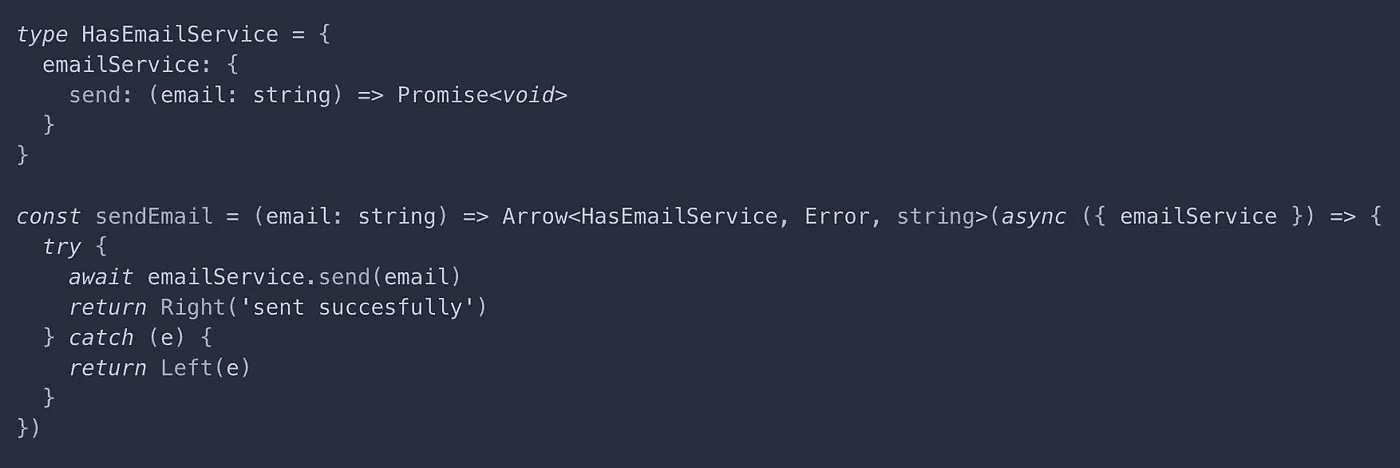 type HasEmailService = {
  emailService: {
    send: (email: string) => Promise<void>
  }
}

const sendEmail = (email: string) => Arrow<HasEmailService, Error, string>(async ({ emailService }) => {
  try {
    await emailService.send(email)
    return Right('sent succesfully')
  } catch (e) {
    return Left(e)
  }
})